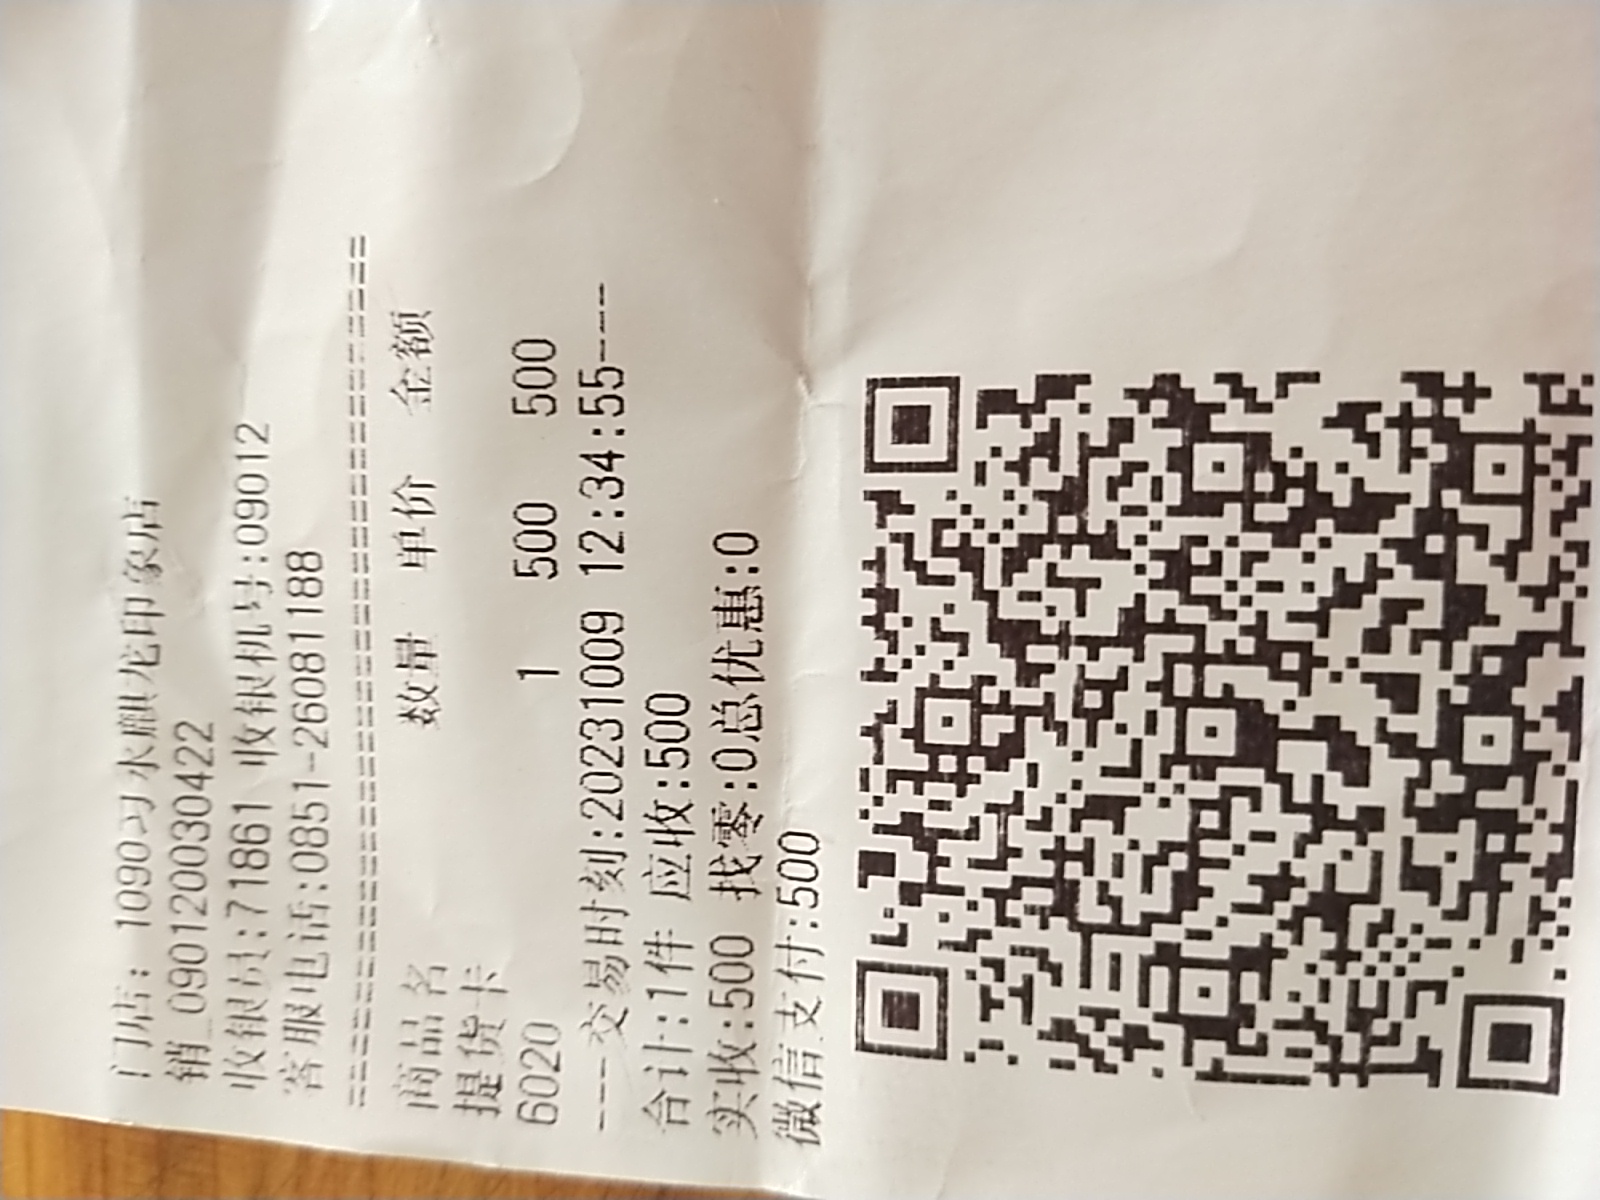 门店: 1090习水麒龙印象店
销_0901200030422
收银员:71861 收银机号:09012
客服电话:0851-26081188
========================================
商品名 数量 单价 金额
提货卡
6020 1 500 500
---交易时刻:20231009 12:34:55---
合计:1件 应收:500
实收:500 找零:0总优惠:0
微信支付:500